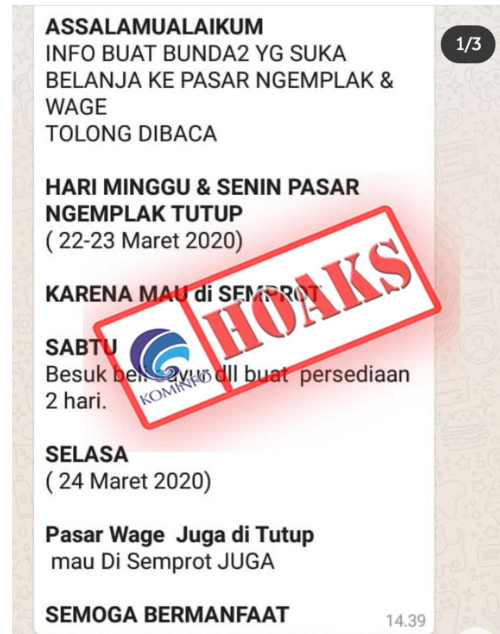 1/3
ASSALAMUALAIKUM
INFO BUAT BUNDA2 YG SUKA
BELANJA KE PASAR NGEMPLAK &
WAGE
TOLONG DIBACA
HARI MINGGU & SENIN PASAR
NGEMPLAK TUTUP
( 22-23 Maret 2020)
KARENA MAU di SEMPROT
HOAKS
KOMINFO
SABTU
Besuk beli sayur dll buat persediaan
2 hari.
SELASA
( 24 Maret 2020)
Pasar Wage Juga di Tutup
mau Di Semprot JUGA
SEMOGA BERMANFAAT
14.39